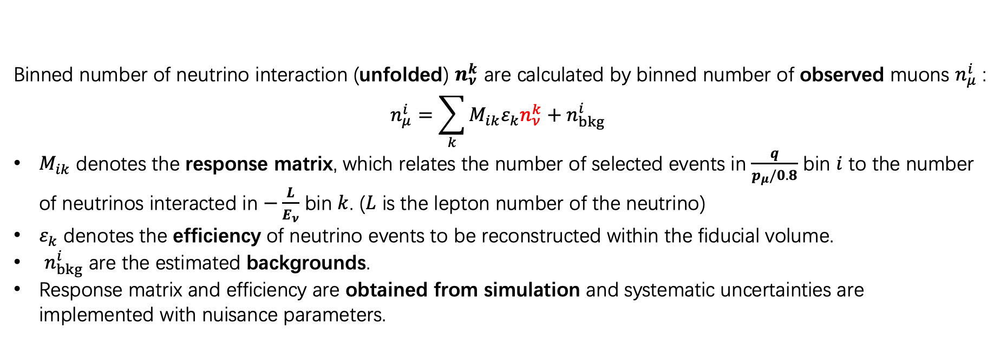 Binned number of neutrino interaction (unfolded) $n_\nu^k$ are calculated by binned number of observed muons $n_\mu^i$ :
$n_\mu^i = \sum_k M_{ik} \varepsilon_k n_\nu^k + n_{\text{bkg}}^i$
• $M_{ik}$ denotes the response matrix, which relates the number of selected events in $\frac{q}{p_\mu/0.8}$ bin $i$ to the number
of neutrinos interacted in $-\frac{L}{E_\nu}$ bin $k$. ($L$ is the lepton number of the neutrino)
• $\varepsilon_k$ denotes the efficiency of neutrino events to be reconstructed within the fiducial volume.
• $n_{\text{bkg}}^i$ are the estimated backgrounds.
• Response matrix and efficiency are obtained from simulation and systematic uncertainties are
implemented with nuisance parameters.